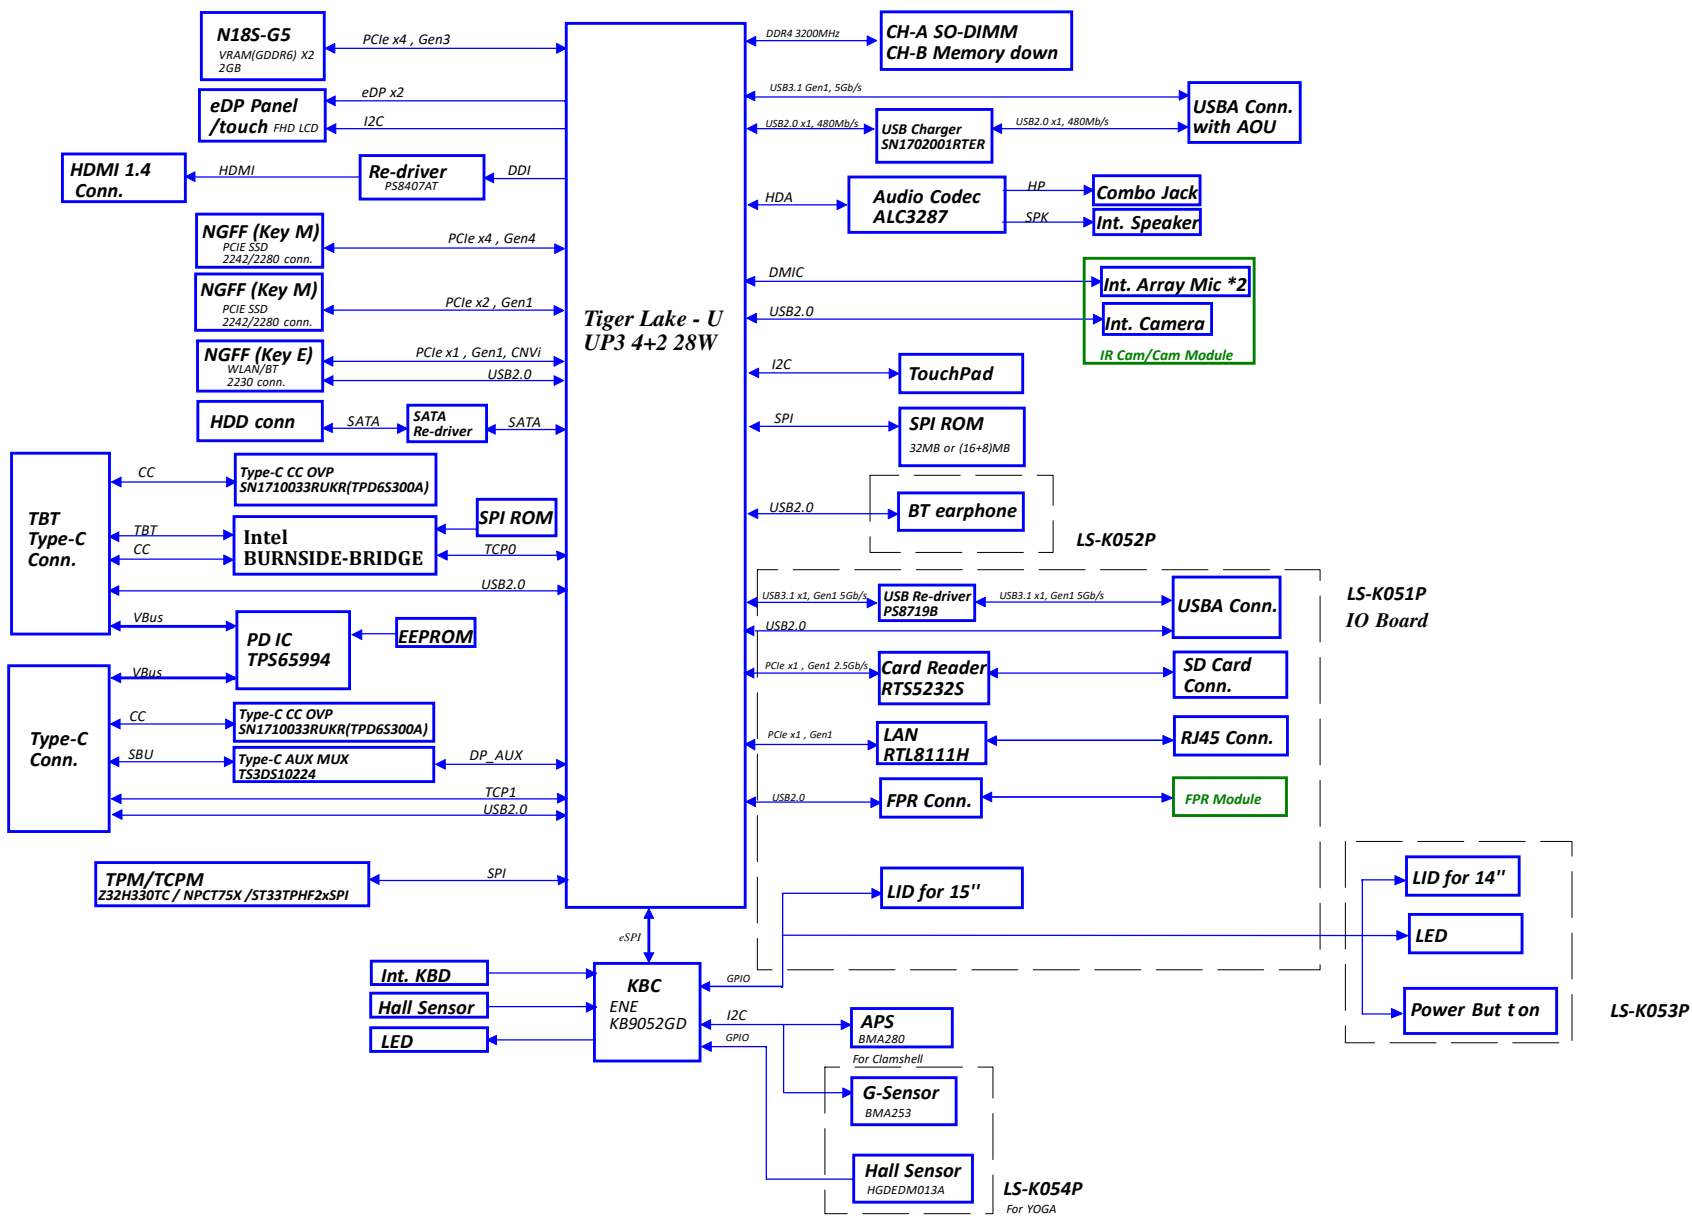 N18S-G5
VRAM(GDDR6) X2
2GB
PCIe x4 , Gen3
eDP Panel
/touch FHD LCD
eDP x2
I2C
HDMI 1.4
Conn.
HDMI
Re-driver
PS8407AT
DDI
NGFF (Key M)
PCIE SSD
2242/2280 conn.
PCIe x4 , Gen4
NGFF (Key M)
PCIE SSD
2242/2280 conn.
PCIe x2 , Gen1
NGFF (Key E)
WLAN/BT
2230 conn.
PCIe x1 , Gen1, CNVi
USB2.0
HDD conn
SATA
SATA
Re-driver
SATA
TBT
Type-C
Conn.
CC
Type-C CC OVP
SN1710033RUKR(TPD6S300A)
TBT
CC
Intel
BURNSIDE-BRIDGE
SPI ROM
TCP0
USB2.0
VBus
PD IC
TPS65994
EEPROM
VBus
Type-C
Conn.
CC
Type-C CC OVP
SN1710033RUKR(TPD6S300A)
SBU
Type-C AUX MUX
TS3DS10224
DP_AUX
TCP1
USB2.0
TPM/TCPM
Z32H330TC / NPCT75X /ST33TPHF2xSPI
SPI
Tiger Lake - U
UP3 4+2 28W
DDR4 3200MHz
CH-A SO-DIMM
CH-B Memory down
USB3.1 Gen1, 5Gb/s
USB2.0 x1, 480Mb/s
USB Charger
SN1702001RTER
USB2.0 x1, 480Mb/s
USBA Conn.
with AOU
HDA
Audio Codec
ALC3287
HP
Combo Jack
SPK
Int. Speaker
DMIC
Int. Array Mic *2
USB2.0
Int. Camera
IR Cam/Cam Module
I2C
TouchPad
SPI
SPI ROM
32MB or (16+8)MB
USB2.0
BT earphone
LS-K052P
USB3.1 x1, Gen1 5Gb/s
USB Re-driver
PS8719B
USB3.1 x1, Gen1 5Gb/s
USBA Conn.
USB2.0
LS-K051P
IO Board
PCIe x1 , Gen1 2.5Gb/s
Card Reader
RTS5232S
SD Card
Conn.
PCIe x1 , Gen1
LAN
RTL8111H
RJ45 Conn.
USB2.0
FPR Conn.
FPR Module
LID for 15''
LID for 14''
LED
Power But t on
LS-K053P
eSPI
Int. KBD
Hall Sensor
LED
KBC
ENE
KB9052GD
GPIO
I2C
GPIO
APS
BMA280
For Clamshell
G-Sensor
BMA253
Hall Sensor
HGDEDM013A
LS-K054P
For YOGA